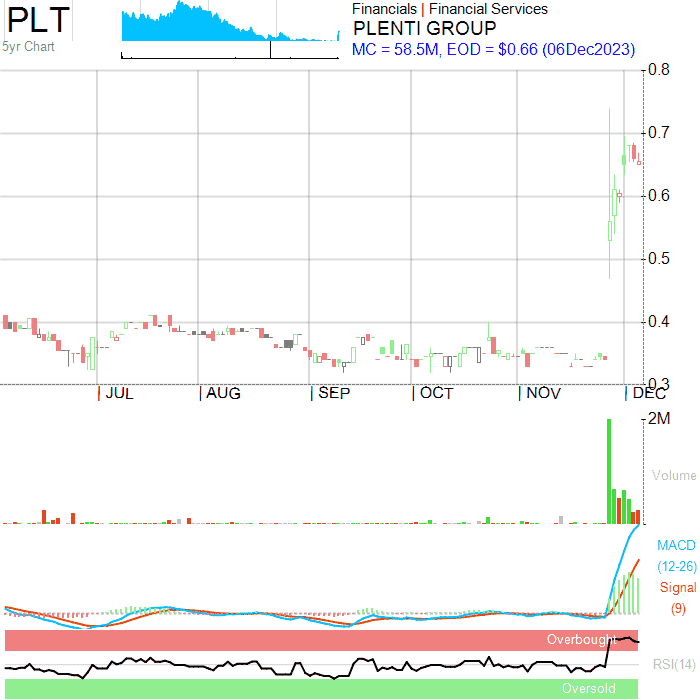 PLT
5yr Chart
Financials | Financial Services
PLENTI GROUP
MC = 58.5M, EOD = $0.66 (06Dec2023)
0.8
0.7
0.6
0.5
0.4
0.3
JUL
AUG
SEP
OCT
NOV
DEC
2M
Volume
MACD
(12-26)
Signal
(9)
Overbought
RSI(14)
Oversold